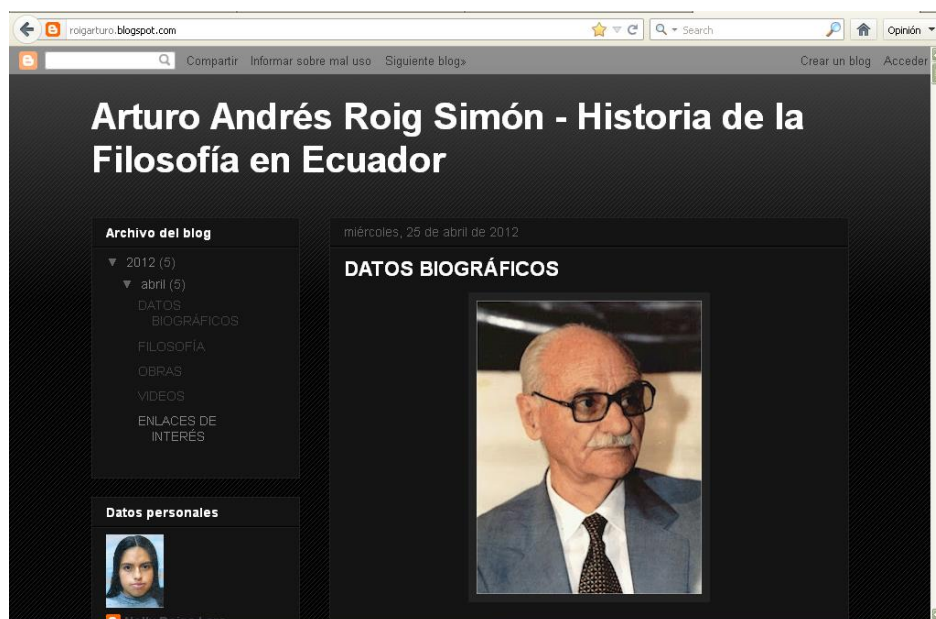 roigarturo.blogspot.com
Search
Opinión
Compartir Informar sobre mal uso Siguiente blog»
Crear un blog Acceder
Arturo Andrés Roig Simón - Historia de la
Filosofía en Ecuador
Archivo del blog
▼ 2012 (5)
▼ abril (5)
DATOS
BIOGRÁFICOS
FILOSOFÍA
OBRAS
VIDEOS
ENLACES DE
INTERÉS
Datos personales
miércoles, 25 de abril de 2012
DATOS BIOGRÁFICOS